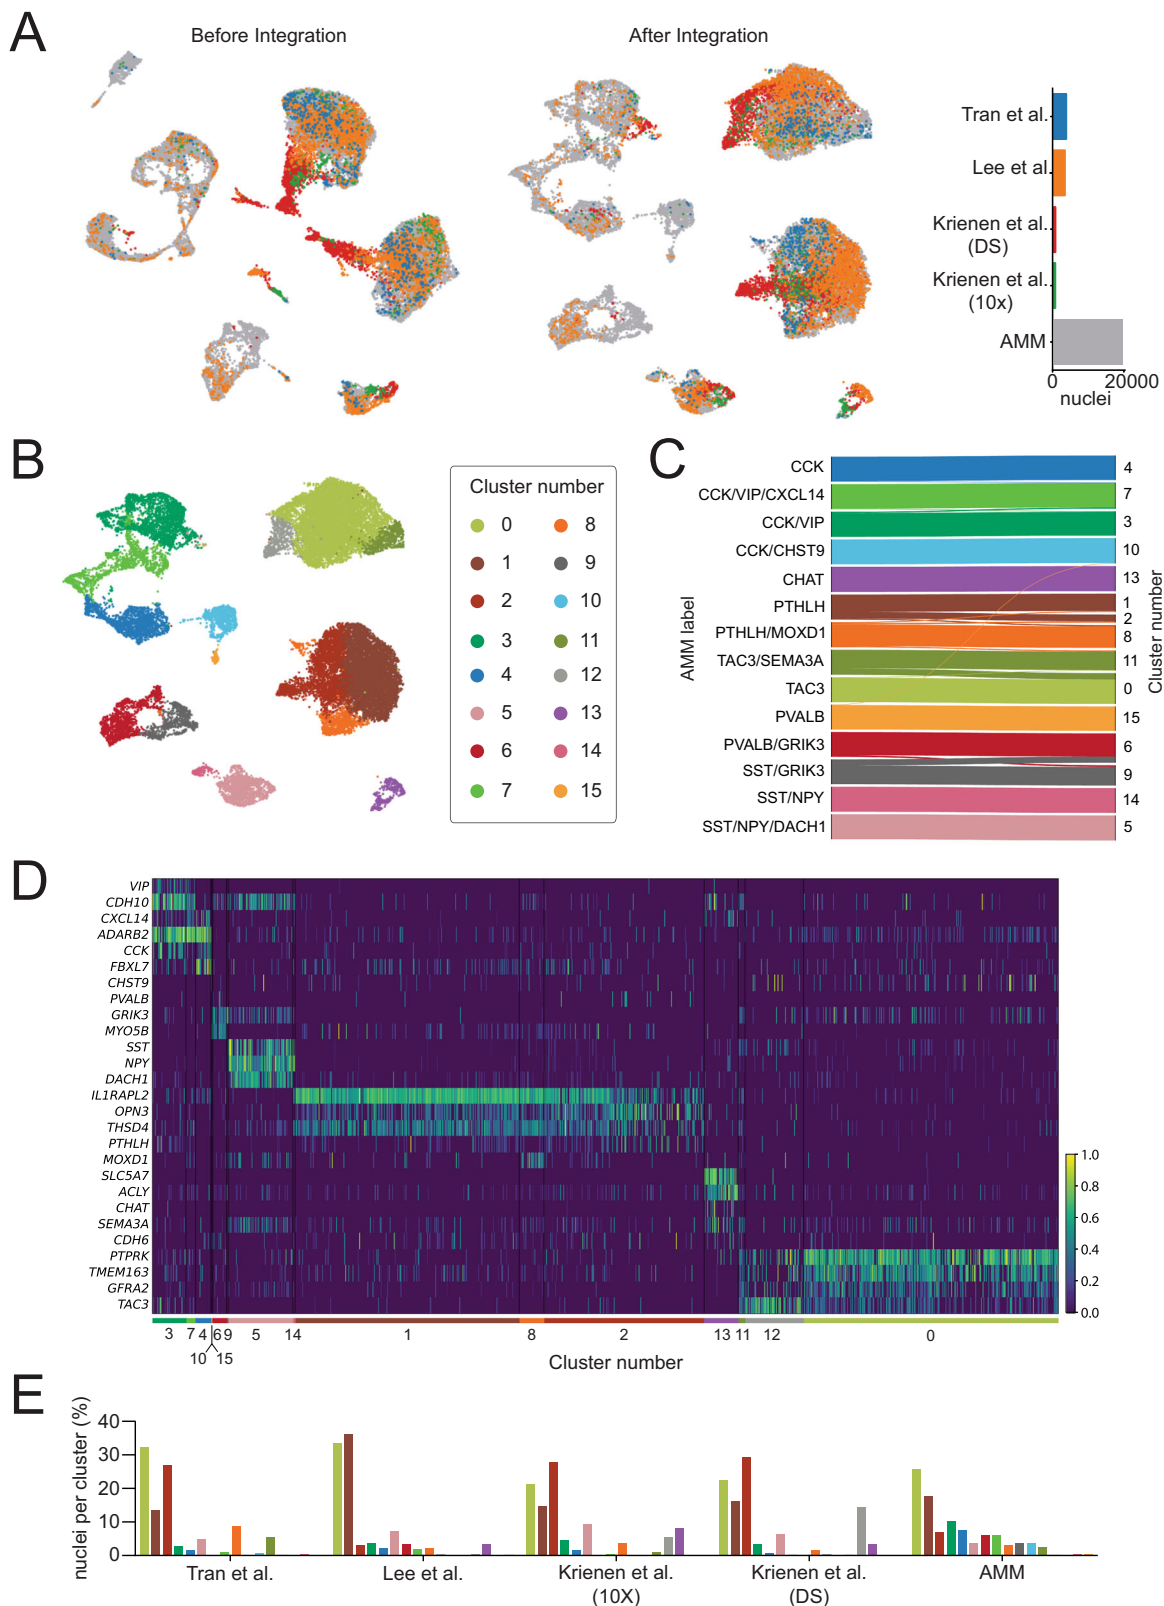 A
Before Integration
After Integration
Tran et al.
Lee et al
Krienen et al.
(DS)
Krienen et al.
(10x)
AMM
0
20000
nuclei
B
Cluster number
0
8
1
9
2
10
3
11
4
12
5
13
6
14
7
15
C
AMM label
CCK
CCK/VIP/CXCL14
CCK/VIP
CCK/CHST9
CHAT
PTHLH
PTHLH/MOXD1
TAC3/SEMA3A
TAC3
PVALB
PVALB/GRIK3
SST/GRIK3
SST/NPY
SST/NPY/DACH1
4
7
3
10
13
1
2
8
11
0
15
6
9
14
5
Cluster number
D
VIP
CDH10
CXCL14
ADARB2
CCK
FBXL7
CHST9
PVALB
GRIK3
MYO5B
SST
NPY
DACH1
IL1RAPL2
OPN3
THSD4
PTHLH
MOXD1
SLC5A7
ACLY
CHAT
SEMA3A
CDH6
PTPRK
TMEM163
GFRA2
TAC3
1.0
0.8
0.6
0.4
0.2
0.0
3 7 4 6 9 5 14 1 8 2 13 11 12 0
10 15
Cluster number
E
nuclei per cluster (%)
40
30
20
10
0
Tran et al.
Lee et al.
Krienen et al.
(10X)
Krienen et al.
(DS)
AMM